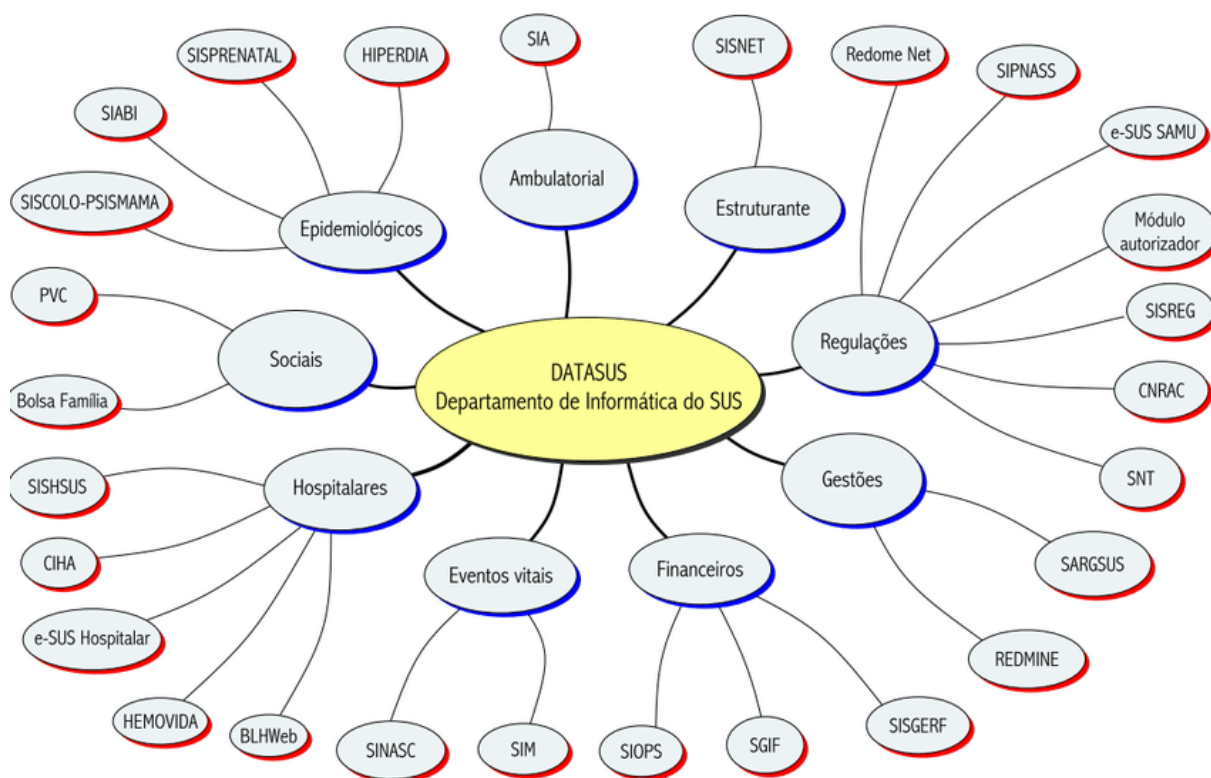 SISPRENATAL
HIPERDIA
SIA
SISNET
Redome Net
SIPNASS
SIABI
e-SUS SAMU
SISCOLO-PSISMAMA
Epidemiológicos
Ambulatorial
Estruturante
Módulo
autorizador
PVC
Sociais
Regulações
SISREG
DATASUS
Departamento de Informática do SUS
Bolsa Família
CNRAC
SISHSUS
Hospitalares
Gestões
SNT
CIHA
Eventos vitais
Financeiros
SARGSUS
e-SUS Hospitalar
REDMINE
HEMOVIDA
BLHWeb
SINASC
SIM
SIOPS
SGIF
SISGERF